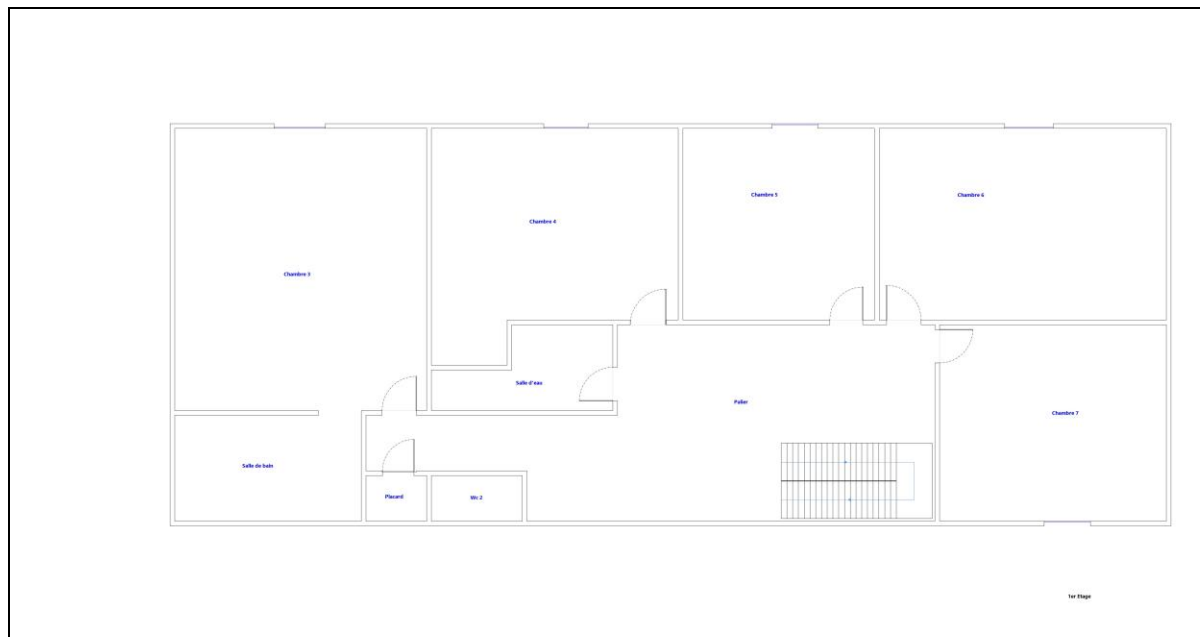 Chambre 5
Chambre 6
Chambre 4
Chambre 3
Salle d'eau
Palier
Chambre 7
Salle de bain
Placard
Wc 2
1er Etage